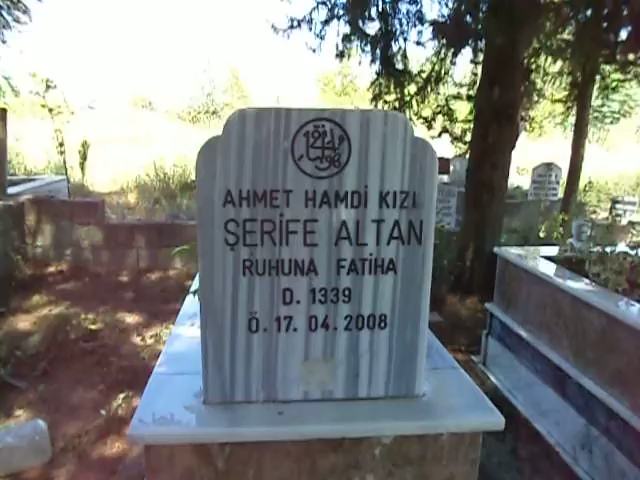 AHMET HAMDİ KIZI
ŞERİFE ALTAN
RUHUNA FATİHA
D. 1339
Ö. 17. 04. 2008